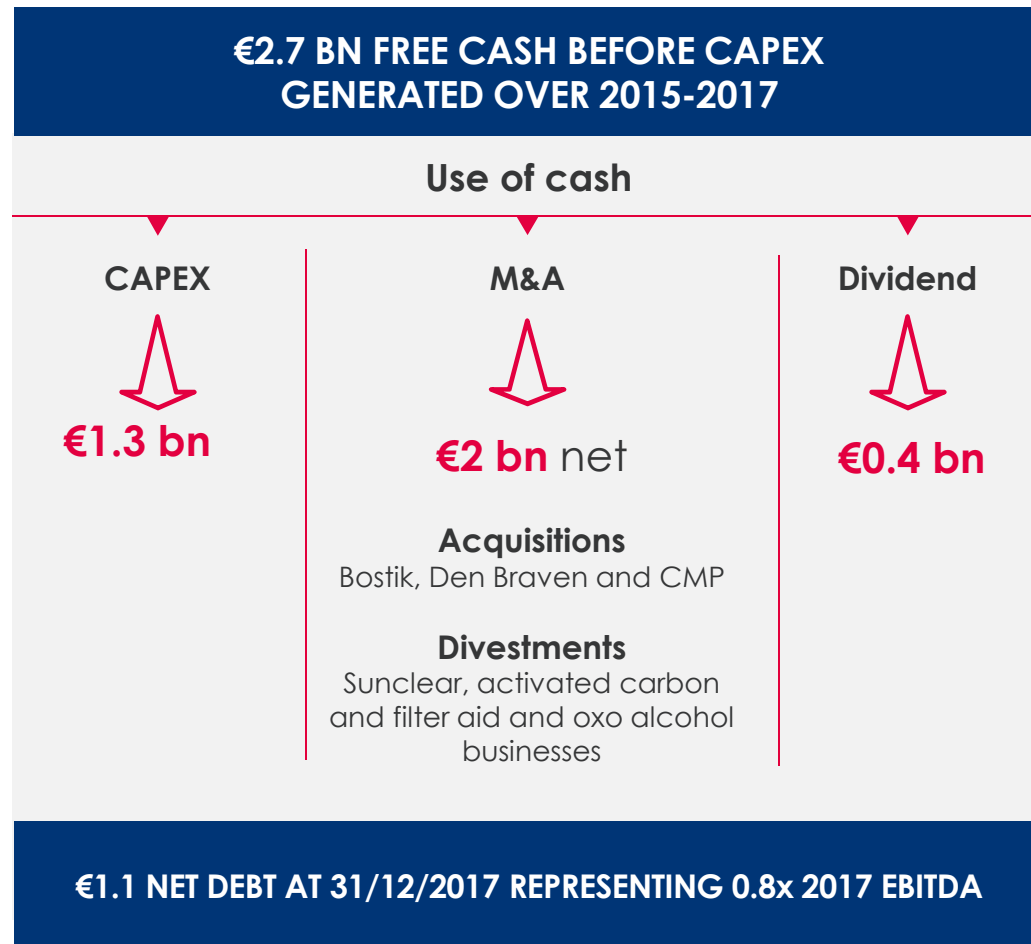 €2.7 BN FREE CASH BEFORE CAPEX
GENERATED OVER 2015-2017
Use of cash
CAPEX
€1.3 bn
M&A
€2 bn net
Acquisitions
Bostik, Den Braven and CMP
Divestments
Sunclear, activated carbon
and filter aid and oxo alcohol
businesses
Dividend
€0.4 bn
€1.1 NET DEBT AT 31/12/2017 REPRESENTING 0.8x 2017 EBITDA